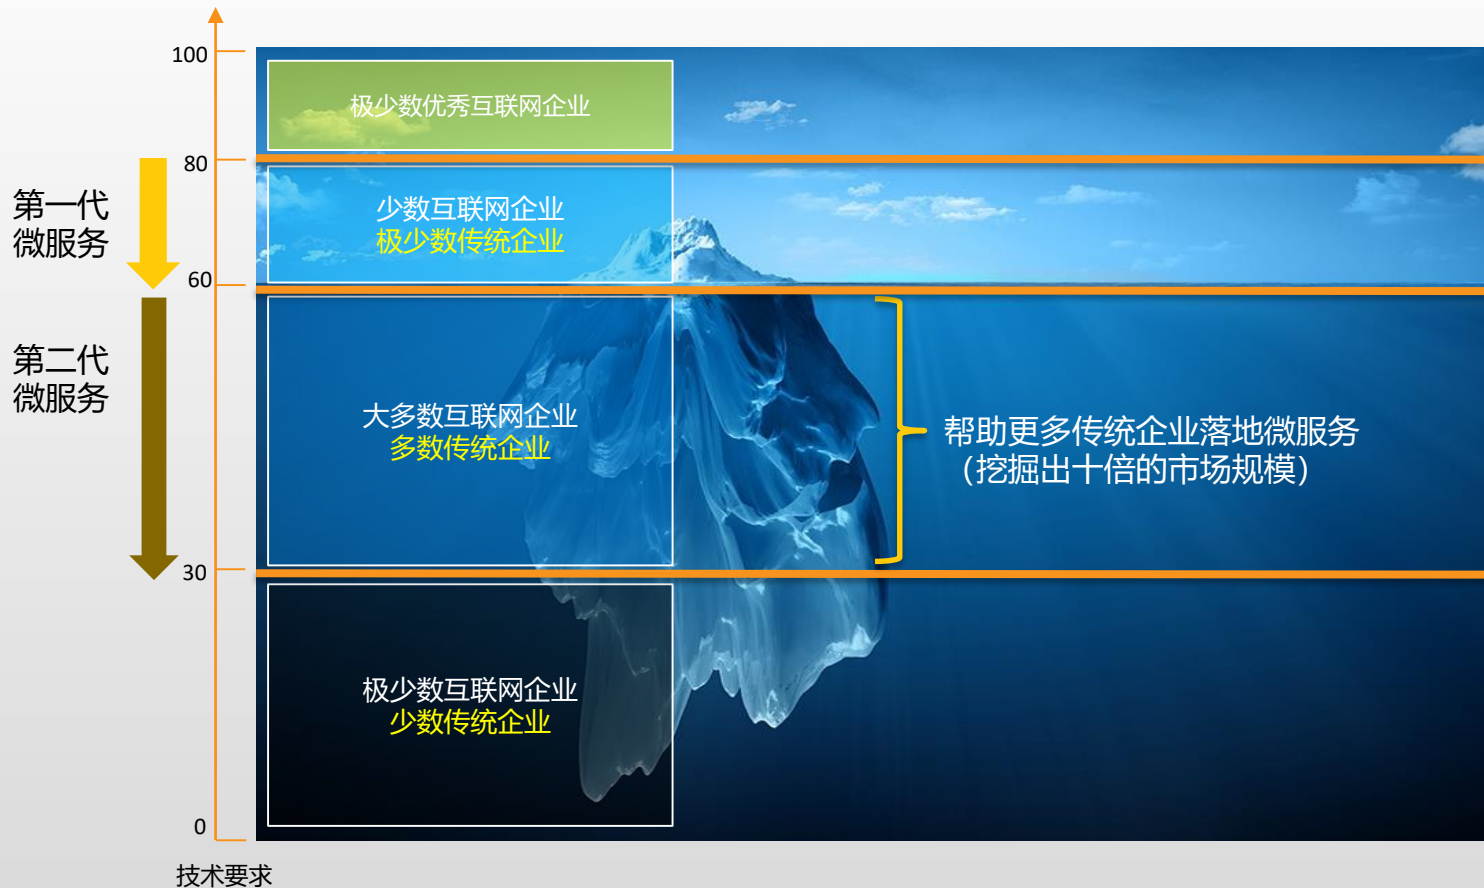 100
极少数优秀互联网企业
80
第一代
微服务
少数互联网企业
极少数传统企业
60
第二代
微服务
大多数互联网企业
多数传统企业
帮助更多传统企业落地微服务
（挖掘出十倍的市场规模）
30
极少数互联网企业
少数传统企业
0
技术要求